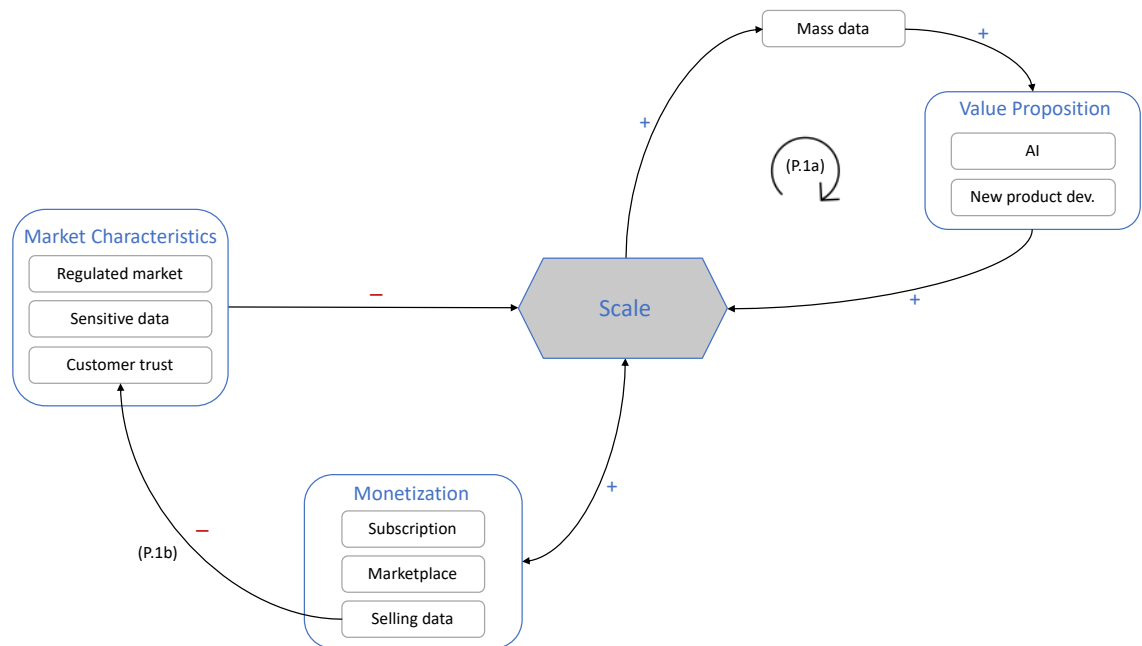 Mass data
+
+
Value Proposition
AI
New product dev.
(P.1a)
+
Market Characteristics
Regulated market
Sensitive data
Customer trust
−
Scale
Monetization
Subscription
Marketplace
Selling data
+
−
(P.1b)